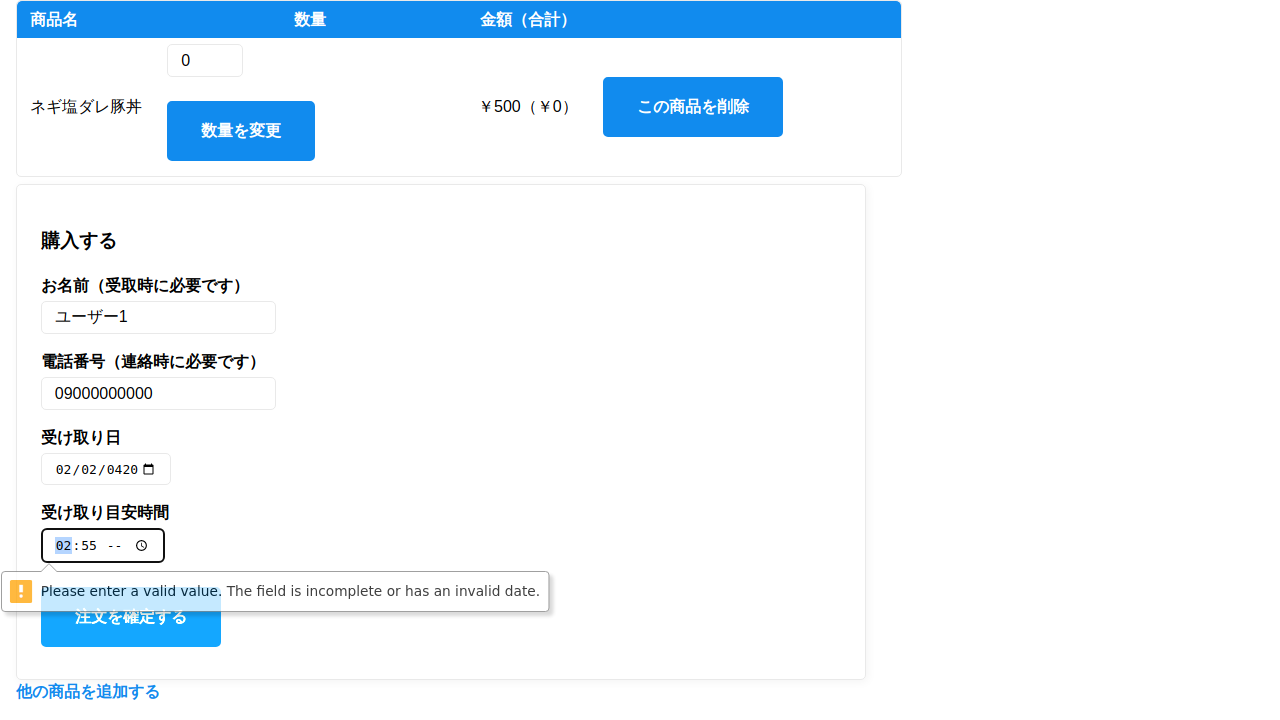 商品名 数量 金額（合計）
0
ネギ塩ダレ豚丼 ￥500（￥0） この商品を削除
数量を変更
購入する
お名前（受取時に必要です）
ユーザー1
電話番号（連絡時に必要です）
09000000000
受け取り日
02/02/0420
受け取り目安時間
02:55 --
Please enter a valid value. The field is incomplete or has an invalid date.
注文を確定する
他の商品を追加する